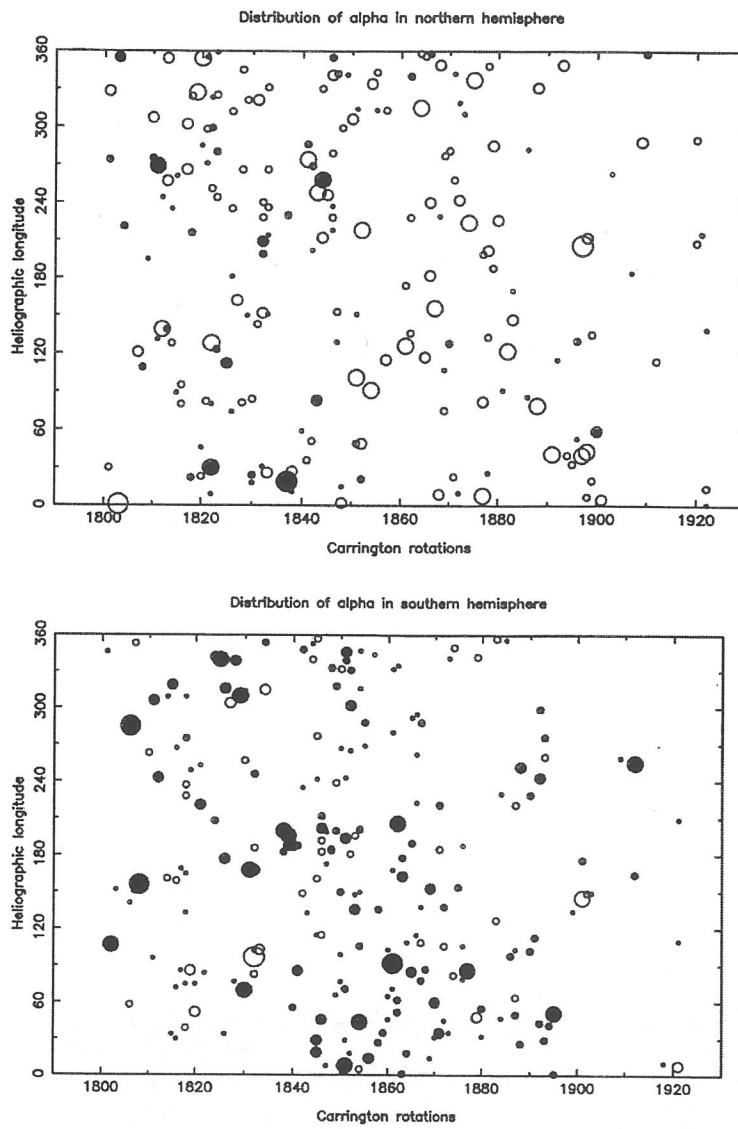 Distribution of alpha in northern hemisphere
360
300
240
180
120
60
0
Heliographic longitude
1800 1820 1840 1860 1880 1900 1920
Carrington rotations
Distribution of alpha in southern hemisphere
360
300
240
180
120
60
0
Heliographic longitude
1800 1820 1840 1860 1880 1900 1920
Carrington rotations